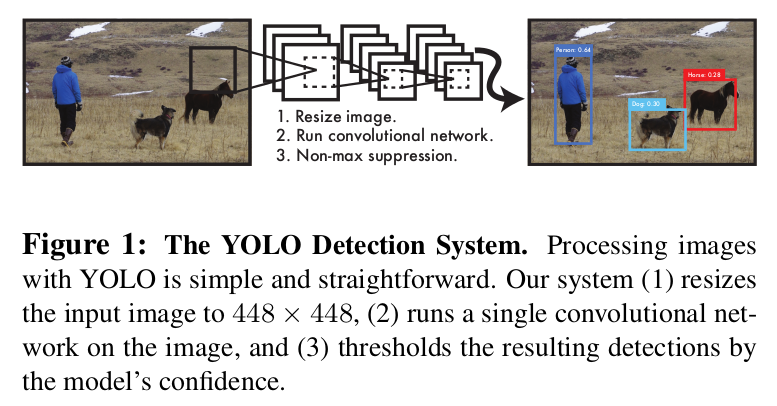 Person: 0.64
Horse: 0.28
Dog: 0.30
1. Resize image.
2. Run convolutional network.
3. Non-max suppression.
Figure 1: The YOLO Detection System. Processing images
with YOLO is simple and straightforward. Our system (1) resizes
the input image to 448 × 448, (2) runs a single convolutional net-
work on the image, and (3) thresholds the resulting detections by
the model's confidence.